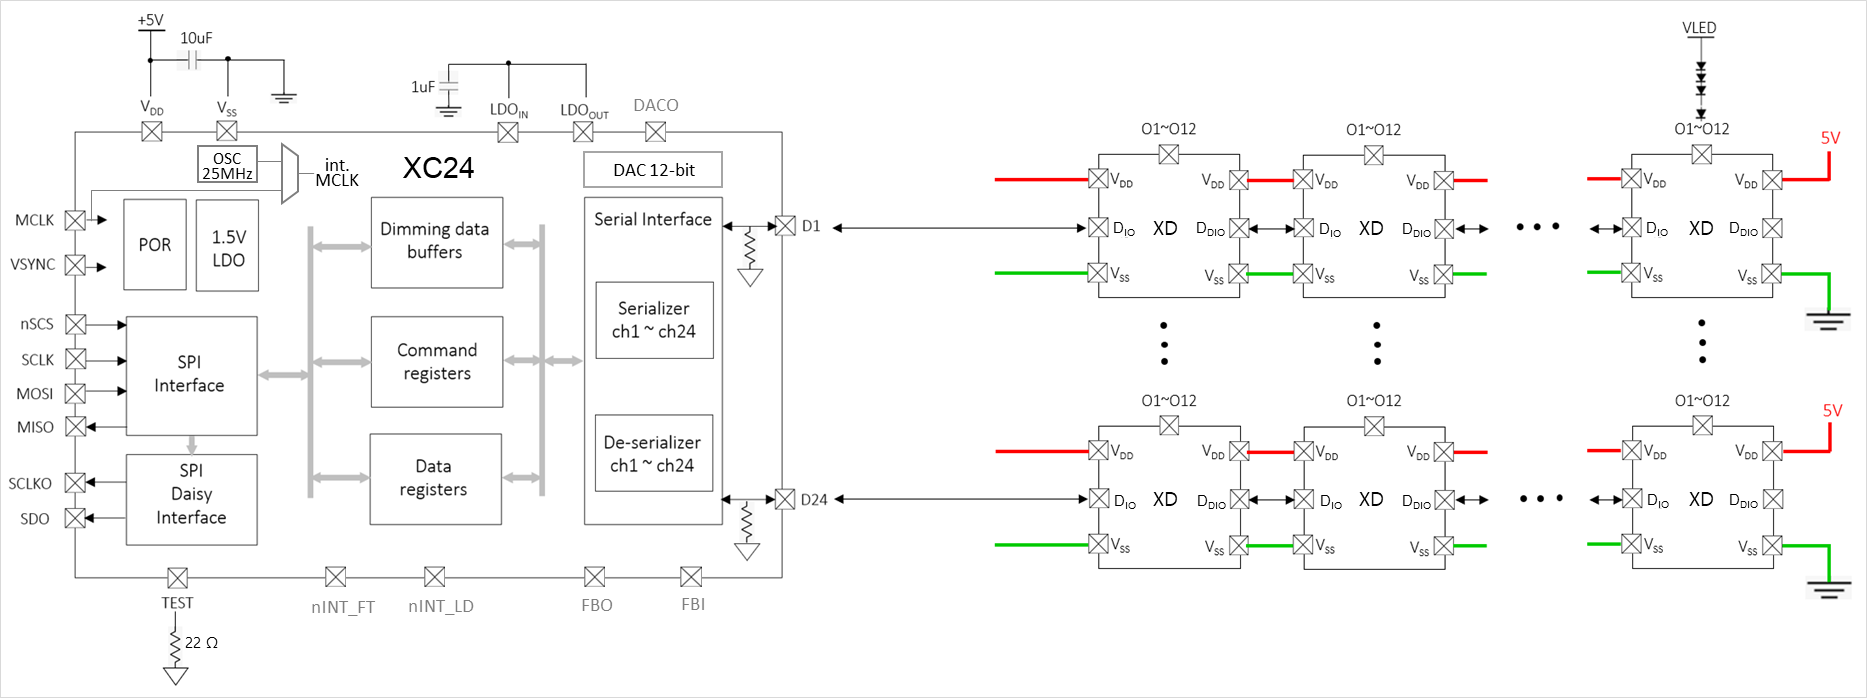 +5V
10uF
VDD
VSS
1uF
LDOIN
LDOOUT
DACO
OSC
25MHz
int.
MCLK
XC24
DAC 12-bit
MCLK
VSYNC
nSCS
SCLK
MOSI
MISO
SCLKO
SDO
POR
1.5V
LDO
SPI
Interface
SPI
Daisy
Interface
Dimming data
buffers
Command
registers
Data
registers
Serial Interface
Serializer
ch1 ~ ch24
De-serializer
ch1 ~ ch24
D1
D24
TEST
22 Ω
nINT_FT
nINT_LD
FBO
FBI
VLED
O1~O12
O1~O12
O1~O12
5V
VDD
VDD
VDD
VDD
VDD
VDD
DIO
XD
DDIO
DIO
XD
DDIO
DIO
XD
DDIO
VSS
VSS
VSS
VSS
VSS
VSS
O1~O12
O1~O12
O1~O12
5V
VDD
VDD
VDD
VDD
VDD
VDD
DIO
XD
DDIO
DIO
XD
DDIO
DIO
XD
DDIO
VSS
VSS
VSS
VSS
VSS
VSS